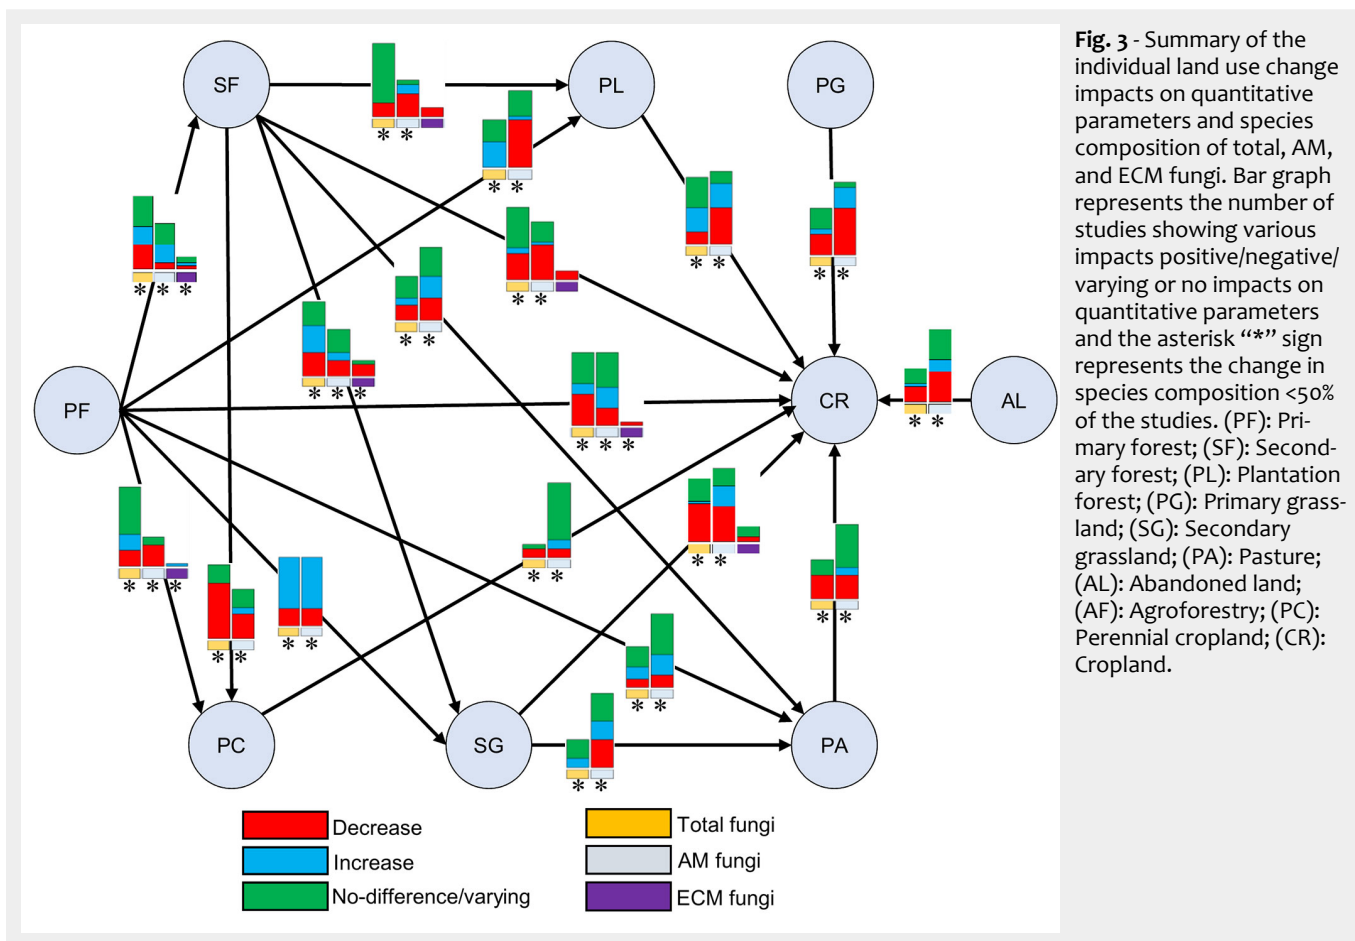 SF
PL
PG
* *
* *
* * *
* *
* *
* *
* *
* *
* * *
PF
CR
AL
* *
* * *
* *
* *
* * *
* *
* *
* *
* *
PC
SG
PA
* *
Decrease
Increase
No-difference/varying
Total fungi
AM fungi
ECM fungi
Fig. 3 - Summary of the
individual land use change
impacts on quantitative
parameters and species
composition of total, AM,
and ECM fungi. Bar graph
represents the number of
studies showing various
impacts positive/negative/
varying or no impacts on
quantitative parameters
and the asterisk “*” sign
represents the change in
species composition <50%
of the studies. (PF): Pri-
mary forest; (SF): Second-
ary forest; (PL): Plantation
forest; (PG): Primary grass-
land; (SG): Secondary
grassland; (PA): Pasture;
(AL): Abandoned land;
(AF): Agroforestry; (PC):
Perennial cropland; (CR):
Cropland.